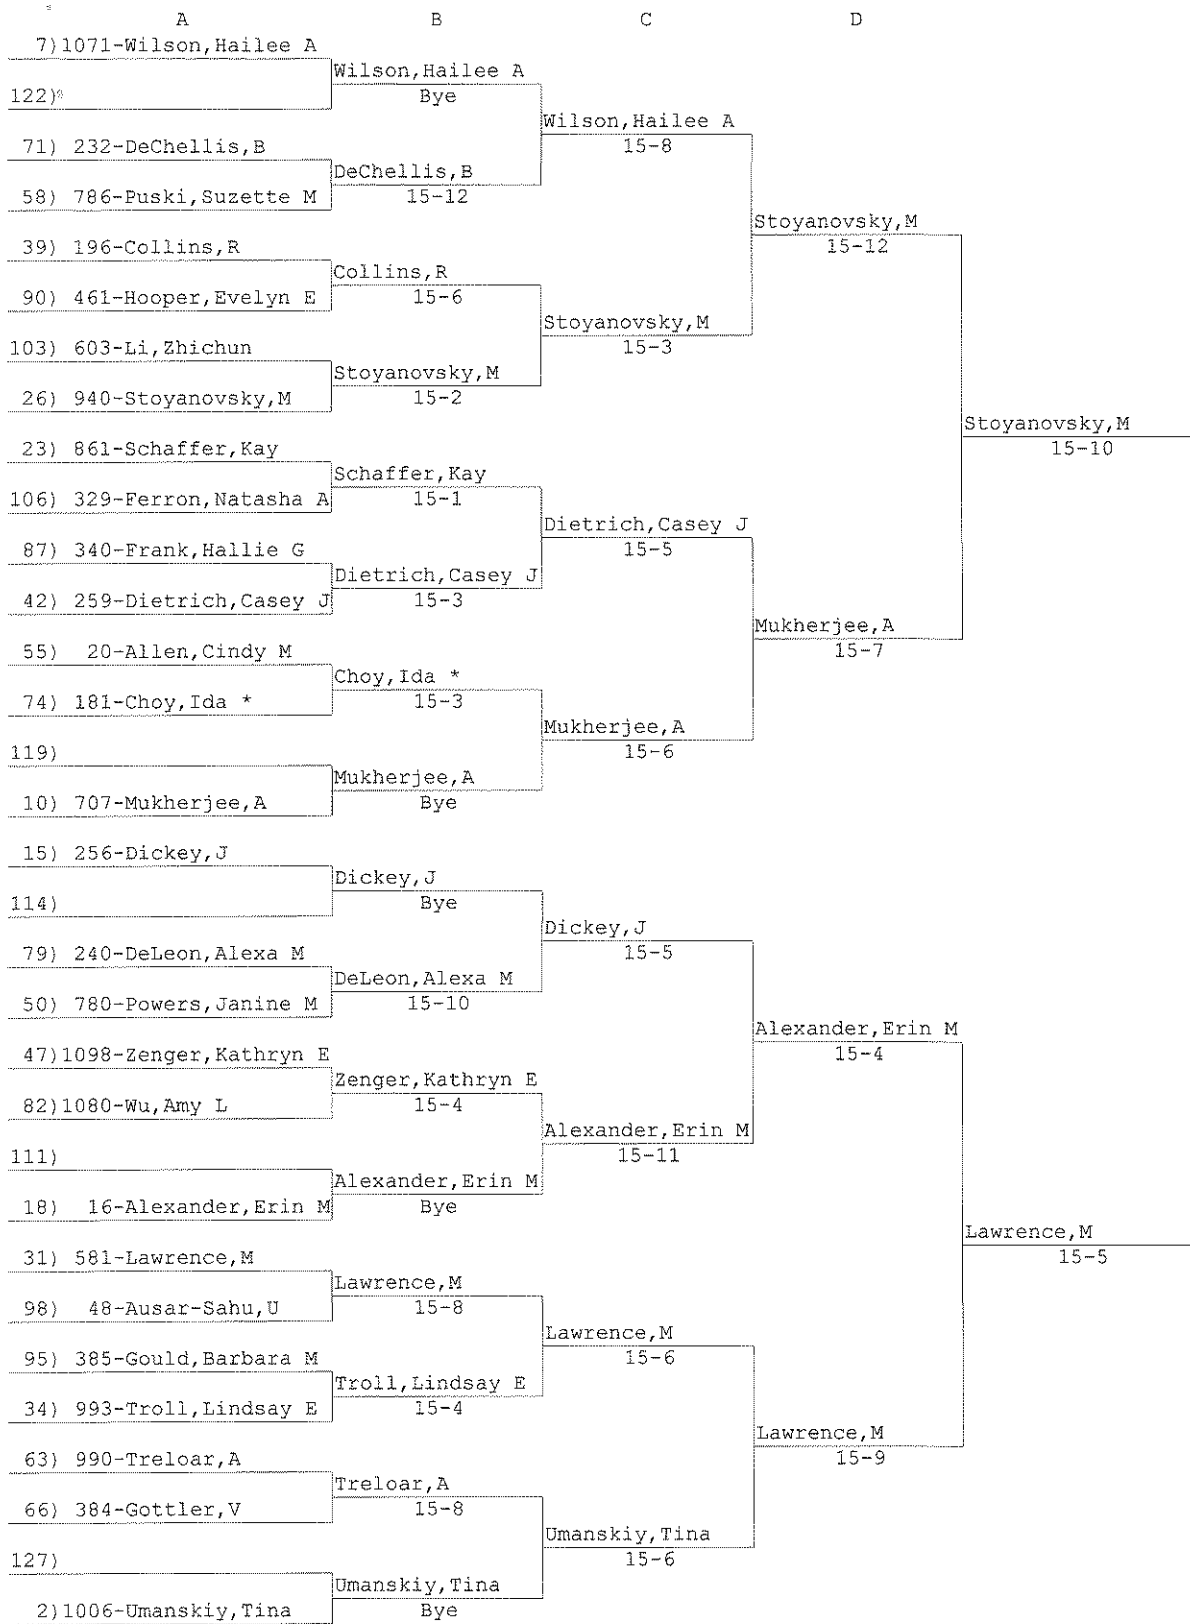 A B C D
7)1071-Wilson,Hailee A
Wilson,Hailee A
122) Bye
Wilson,Hailee A
71) 232-DeChellis,B 15-8
DeChellis,B
58) 786-Puski,Suzette M 15-12
Stoyanovsky,M
39) 196-Collins,R 15-12
Collins,R
90) 461-Hooper,Evelyn E 15-6
Stoyanovsky,M
103) 603-Li,Zhichun 15-3
Stoyanovsky,M
26) 940-Stoyanovsky,M 15-2
Stoyanovsky,M
23) 861-Schaffer,Kay 15-10
Schaffer,Kay
106) 329-Ferron,Natasha A 15-1
Dietrich,Casey J
87) 340-Frank,Hallie G 15-5
Dietrich,Casey J
42) 259-Dietrich,Casey J 15-3
Mukherjee,A
55) 20-Allen,Cindy M 15-7
Choy,Ida *
74) 181-Choy,Ida * 15-3
Mukherjee,A
119) 15-6
Mukherjee,A
10) 707-Mukherjee,A Bye
15) 256-Dickey,J
Dickey,J
114) Bye
Dickey,J
79) 240-DeLeon,Alexa M 15-5
DeLeon,Alexa M
50) 780-Powers,Janine M 15-10
Alexander,Erin M
47)1098-Zenger,Kathryn E 15-4
Zenger,Kathryn E
82)1080-Wu,Amy L 15-4
Alexander,Erin M
111) 15-11
Alexander,Erin M
18) 16-Alexander,Erin M Bye
Lawrence,M
31) 581-Lawrence,M 15-5
Lawrence,M
98) 48-Ausar-Sahu,U 15-8
Lawrence,M
95) 385-Gould,Barbara M 15-6
Troll,Lindsay E
34) 993-Troll,Lindsay E 15-4
Lawrence,M
63) 990-Treloar,A 15-9
Treloar,A
66) 384-Gottler,V 15-8
Umanskiy,Tina
127) 15-6
Umanskiy,Tina
2)1006-Umanskiy,Tina Bye